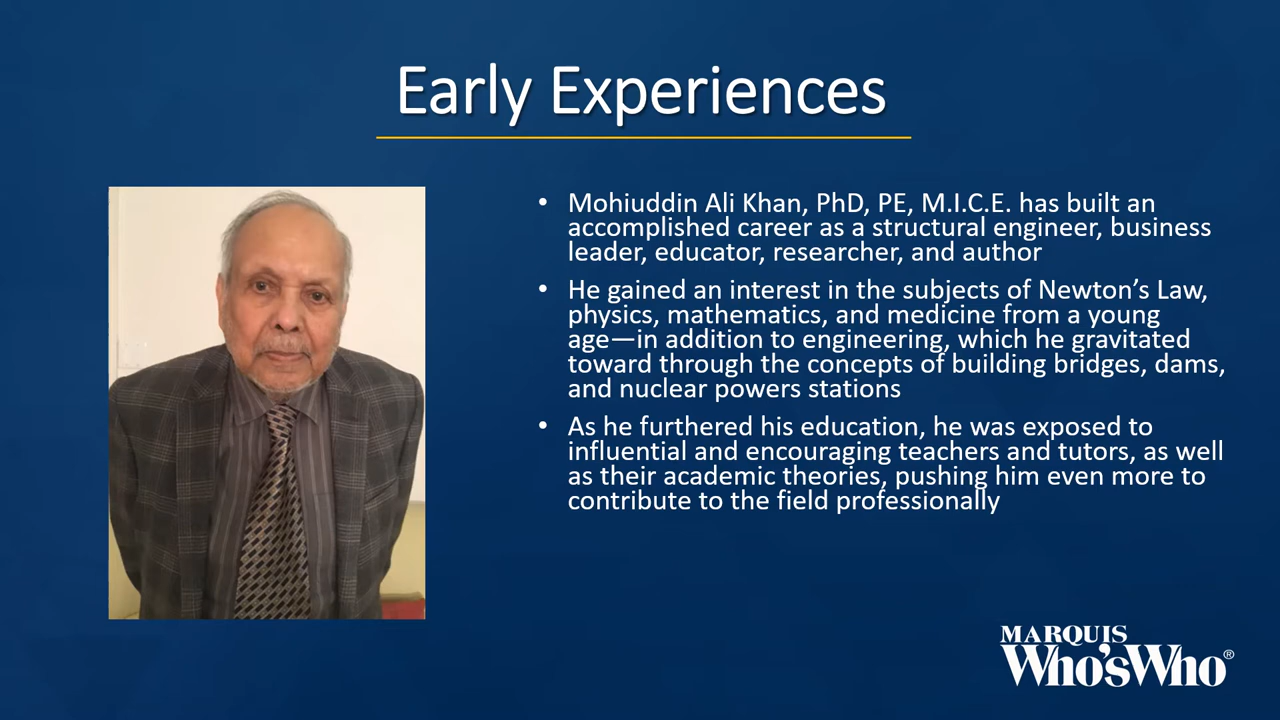 Early Experiences
• Mohiuddin Ali Khan, PhD, PE, M.I.C.E. has built an
accomplished career as a structural engineer, business
leader, educator, researcher, and author
• He gained an interest in the subjects of Newton’s Law,
physics, mathematics, and medicine from a young
age—in addition to engineering, which he gravitated
toward through the concepts of building bridges, dams,
and nuclear powers stations
• As he furthered his education, he was exposed to
influential and encouraging teachers and tutors, as well
as their academic theories, pushing him even more to
contribute to the field professionally
MARQUIS
Who'sWho®